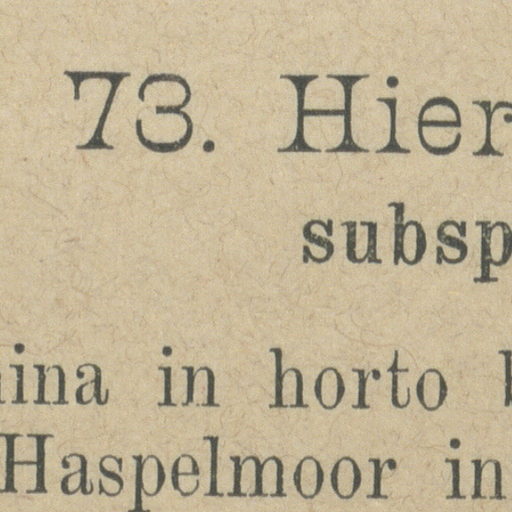 73. Hier
subsp
ina in horto
Haspelmoor in